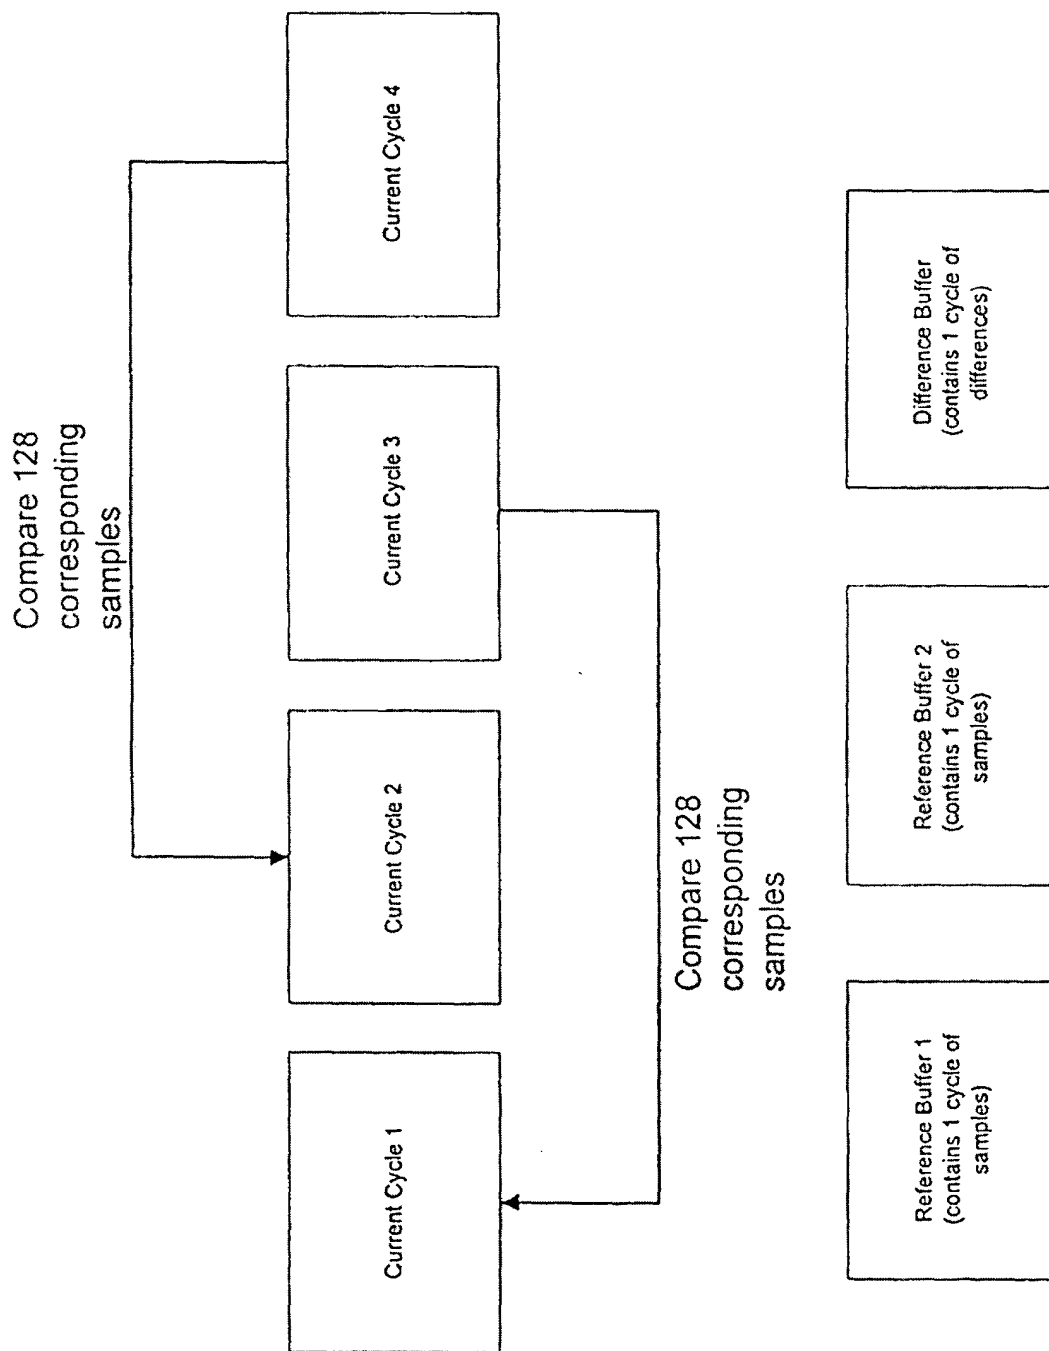 Compare 128
corresponding
samples
Current Cycle 1
Current Cycle 2
Current Cycle 3
Current Cycle 4
Compare 128
corresponding
samples
Reference Buffer 1
(contains 1 cycle of
samples)
Reference Buffer 2
(contains 1 cycle of
samples)
Difference Buffer
(contains 1 cycle of
differences)